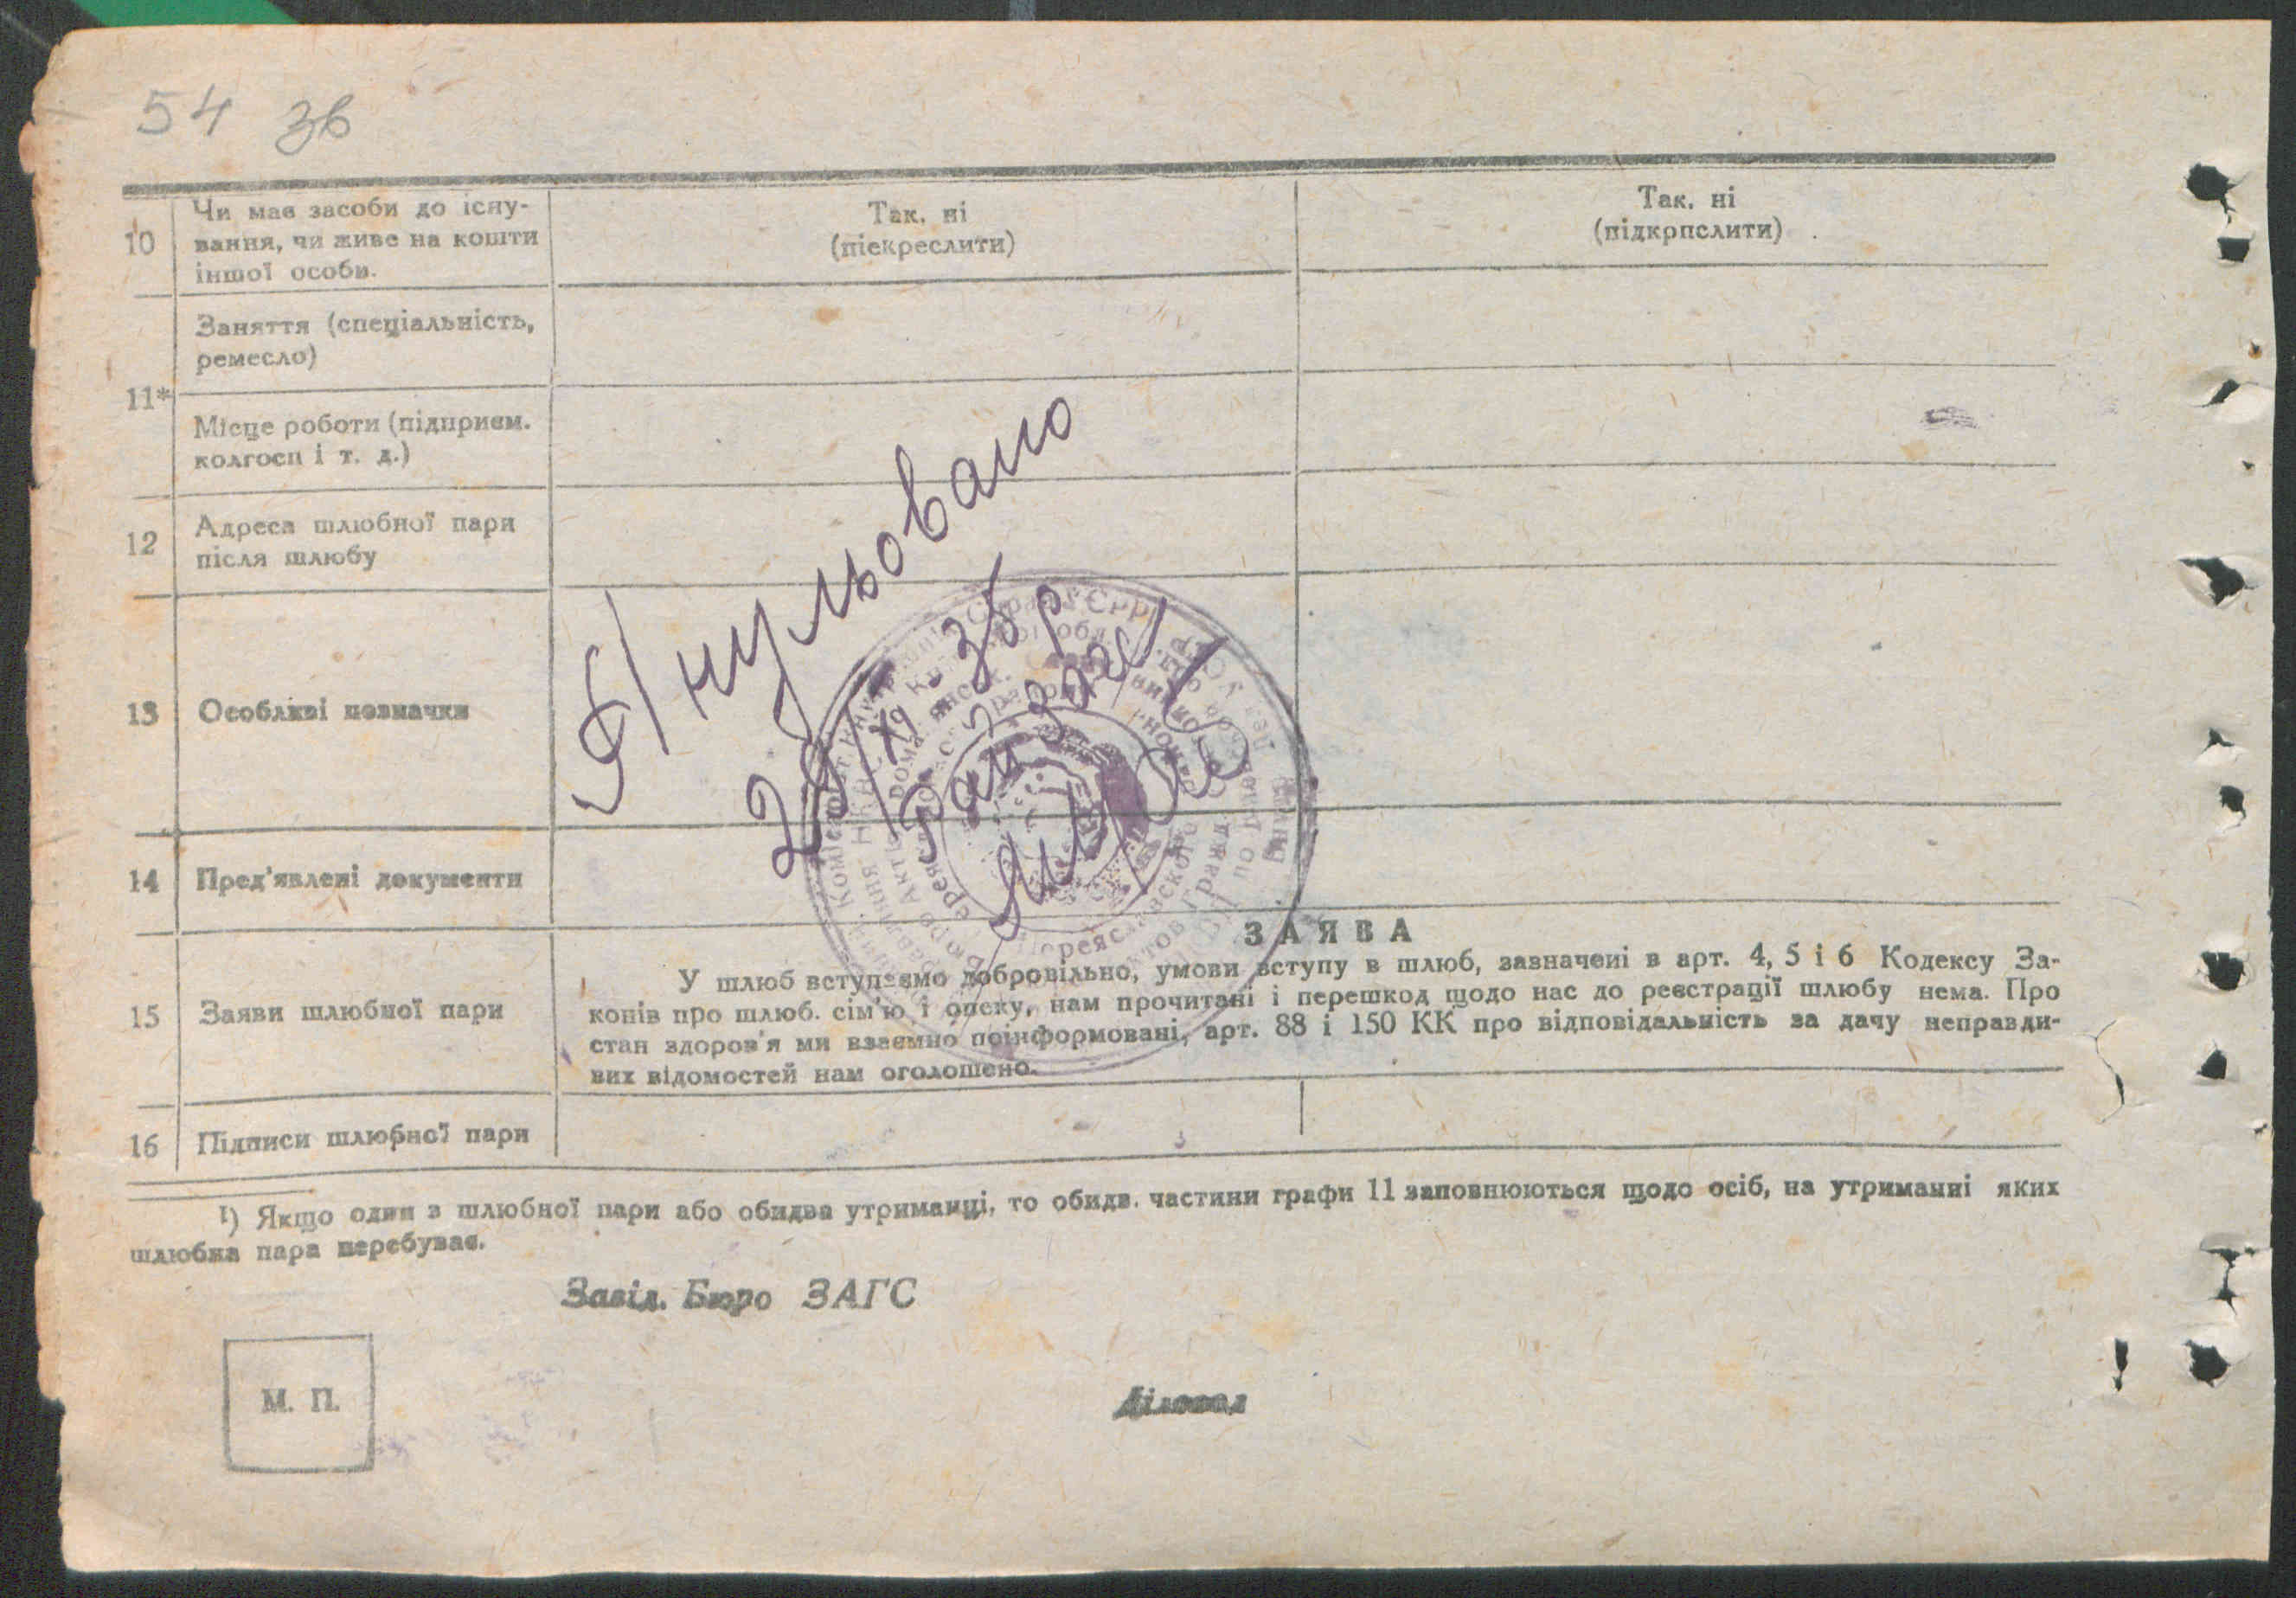 54 зв
10
Чи має засоби до існу-
вання, чи живе на кошти
іншої особи.
Так, ні
(піекреслити)
Так, ні
(підкрпслити)
11*
Заняття (спеціальність,
ремесло)
Місце роботи (підприєм.
колгосп і т. д.)
12
Адреса шлюбної пари
після шлюбу
13
Особливі позначки
Анульовано
Рай загс
14
Пред'явлені документи
15
Заяви шлюбної пари
ЗАЯВА
У шлюб вступаємо добровільно, умови вступу в шлюб, зазначені в арт. 4, 5 і 6 Кодексу За-
конів про шлюб. сім'ю і опеку, нам прочитані і перешкод щодо нас до реєстрації шлюбу нема. Про
стан здоров'я ми взаємно поінформовані, арт. 88 і 150 КК про відповідальність за дачу неправди-
вих відомостей нам оголошено.
16
Підписи шлюбної пари
1) Якщо один з шлюбної пари або обидва утриманці, то обидв. частини графи 11 заповнюються щодо осіб, на утриманні яких
шлюбна пара перебуває.
Завід. Бюро ЗАГС
М. П.
Діловод